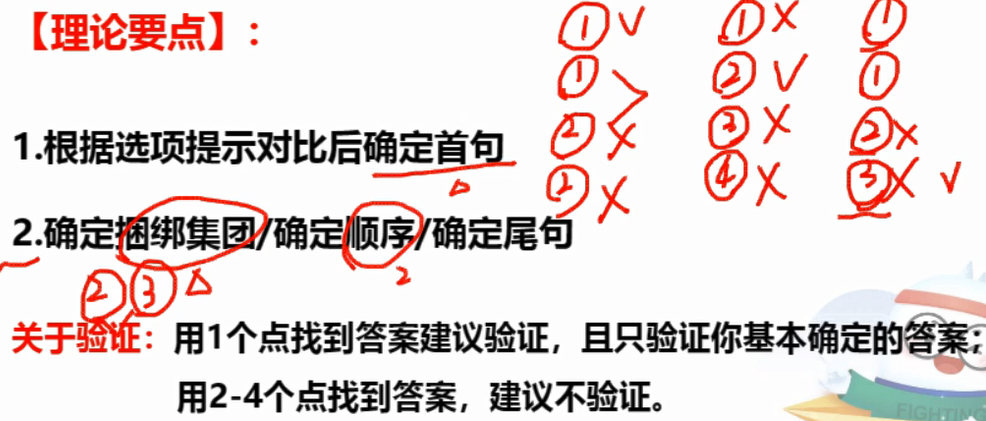 【理论要点】:
① √ ① X ①
① ② √ ①
② X ③ X ② X
② X ④ X ③ X √
1.根据选项提示对比后确定首句
2.确定捆绑集团/确定顺序/确定尾句
② ③ 2
关于验证：用1个点找到答案建议验证，且只验证你基本确定的答案；
用2-4个点找到答案，建议不验证。
FIGHTING